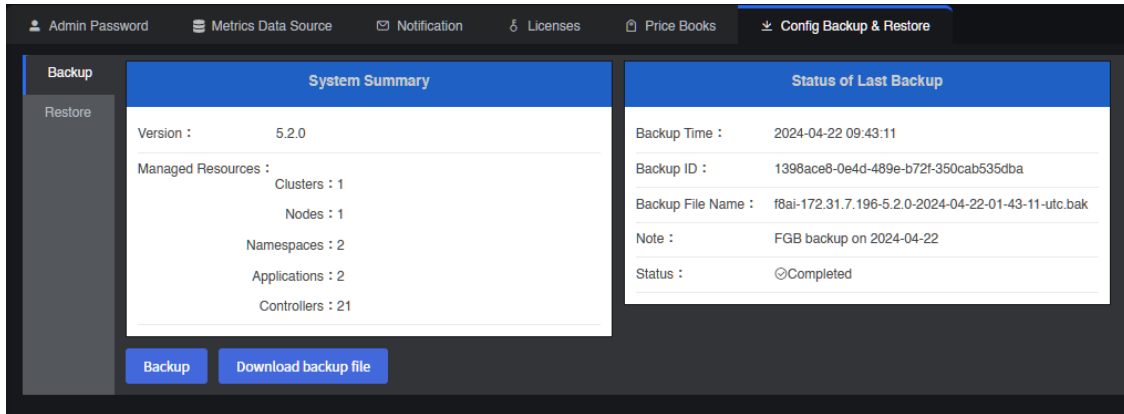 Admin Password Metrics Data Source Notification Licenses Price Books Config Backup & Restore
Backup
Restore
System Summary
Version : 5.2.0
Managed Resources :
Clusters : 1
Nodes : 1
Namespaces : 2
Applications : 2
Controllers : 21
Status of Last Backup
Backup Time : 2024-04-22 09:43:11
Backup ID : 1398ace8-0e4d-489e-b72f-350cab535dba
Backup File Name : f8ai-172.31.7.196-5.2.0-2024-04-22-01-43-11-utc.bak
Note : FGB backup on 2024-04-22
Status : Completed
Backup Download backup file